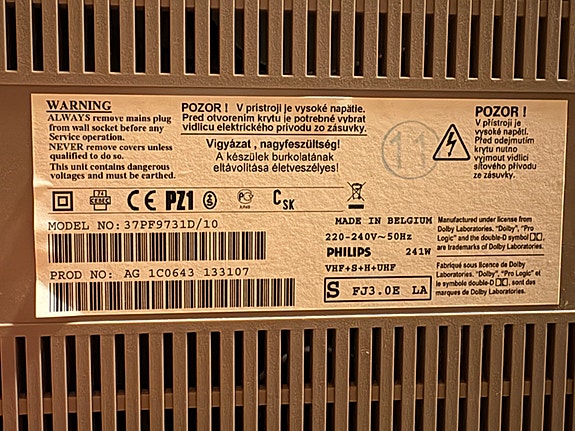 WARNING
ALWAYS remove mains plug
from wall socket before any
Service operation.
NEVER remove covers unless
qualified to do so.
This unit contains dangerous
voltages and must be earthed.
POZOR ! V pristroji je vysoké napätie.
Pred otvorením krytu je potrebné vybrat
vidlicu elektrického prívodu zo zásuvky.
Vigyázat , nagyfeszültség!
A készülek burkolatának
eltávolítása életveszélyes!
11
POZOR !
V přístroji je
vysoké napětí.
Před odejmutím
krytu nutno
vyjmout vidlici
síťového přívodu
ze zásuvky.
CE PZ1 S PC C SK
MODEL NO: 37PF9731D/10
PROD NO: AG 1C0643 133107
MADE IN BELGIUM
220-240V~50Hz
PHILIPS 241W
VHF+S+H+UHF
S FJ3.0E LA
Manufactured under license from
Dolby Laboratories. "Dolby", "Pro
Logic" and the double-D symbol
are trademarks of
Dolby Laboratories.
Fabriqué sous licence de Dolby
Laboratories. "Dolby", "Pro Logic" et
le symbole double-D , sont des
marques de Dolby Laboratories.